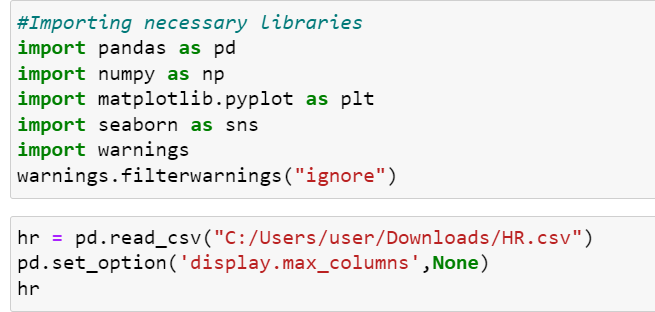 #Importing necessary libraries
import pandas as pd
import numpy as np
import matplotlib.pyplot as plt
import seaborn as sns
import warnings
warnings.filterwarnings("ignore")
hr = pd.read_csv("C:/Users/user/Downloads/HR.csv")
pd.set_option('display.max_columns',None)
hr